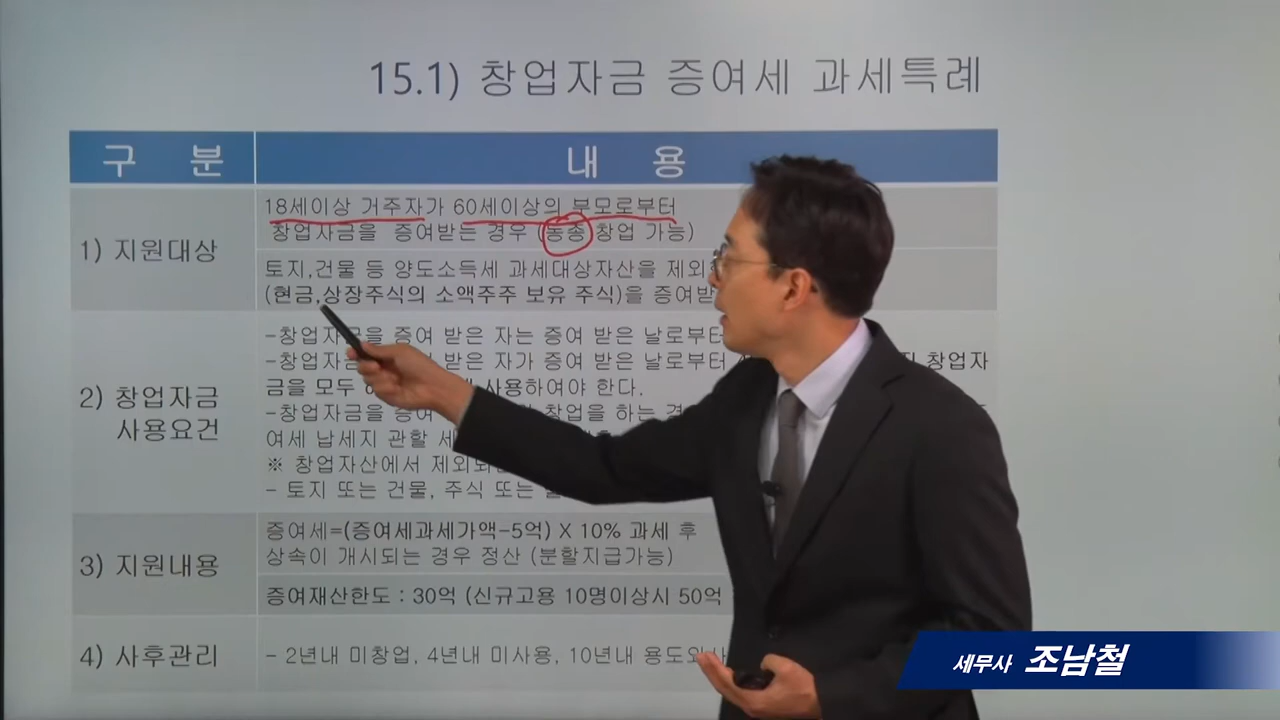 15.1) 창업자금 증여세 과세특례
구 분
내 용
1) 지원대상
18세이상 거주자가 60세이상의 부모로부터
창업자금을 증여받는 경우 (동종 창업 가능)
토지,건물 등 양도소득세 과세대상자산을 제외
(현금,상장주식의 소액주주 보유 주식)을 증여받
2) 창업자금
사용요건
-창업자금을 증여 받은 자는 증여 받은 날로부터
-창업자금 받은 자가 증여 받은 날로부터 창업자
금을 모두 사용하여야 한다.
-창업자금을 증여 창업을 하는
여세 납세지 관할
※ 창업자산에서
- 토지 또는 건물, 주식 또는
3) 지원내용
증여세=(증여세과세가액-5억) X 10% 과세 후
상속이 개시되는 경우 정산 (분할지급가능)
증여재산한도 : 30억 (신규고용 10명이상시 50억
4) 사후관리
- 2년내 미창업, 4년내 미사용, 10년내 용도외
세무사 조남철